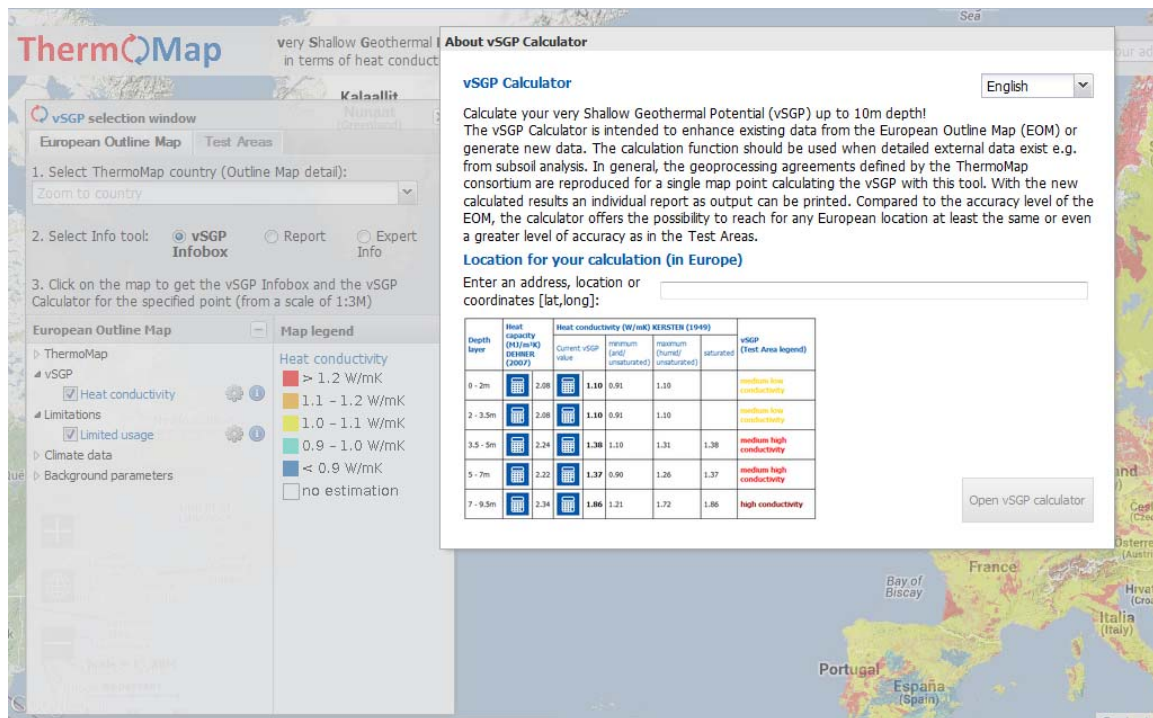 Sea
ThermMap
very Shallow Geothermal
in terms of heat conduct
Kalaallit
Nunaat
(Greenland)
vSGP selection window
European Outline Map
Test Areas
1. Select ThermoMap country (Outline Map detail):
Zoom to country
2. Select Info tool:
vSGP Infobox
Report
Expert Info
3. Click on the map to get the vSGP Infobox and the vSGP
Calculator for the specified point (from a scale of 1:3M)
European Outline Map
ThermoMap
vSGP
Heat conductivity
Limitations
Limited usage
Climate data
Background parameters
Map legend
Heat conductivity
> 1.2 W/mK
1.1 - 1.2 W/mK
1.0 - 1.1 W/mK
0.9 - 1.0 W/mK
< 0.9 W/mK
no estimation
About vSGP Calculator
vSGP Calculator
English
Calculate your very Shallow Geothermal Potential (vSGP) up to 10m depth!
The vSGP Calculator is intended to enhance existing data from the European Outline Map (EOM) or
generate new data. The calculation function should be used when detailed external data exist e.g.
from subsoil analysis. In general, the geoprocessing agreements defined by the ThermoMap
consortium are reproduced for a single map point calculating the vSGP with this tool. With the new
calculated results an individual report as output can be printed. Compared to the accuracy level of the
EOM, the calculator offers the possibility to reach for any European location at least the same or even
a greater level of accuracy as in the Test Areas.
Location for your calculation (in Europe)
Enter an address, location or
coordinates [lat,long]:
Depth layer
Heat capacity (MJ/m³K) DEHNER (2007)
Heat conductivity (W/mK) KERSTEN (1949)
vSGP (Test Area legend)
Current vSGP value
minimum (arid/ unsaturated)
maximum (humid/ unsaturated)
saturated
0 - 2m 2.08 1.10 0.91 1.10 medium low conductivity
2 - 3.5m 2.08 1.10 0.91 1.10 medium low conductivity
3.5 - 5m 2.24 1.38 1.10 1.31 1.38 medium high conductivity
5 - 7m 2.22 1.37 0.90 1.26 1.37 medium high conductivity
7 - 9.5m 2.34 1.86 1.21 1.72 1.86 high conductivity
Open vSGP calculator
France
Bay of
Biscay
Italia
(Italy)
Portugal
España
(Spain)